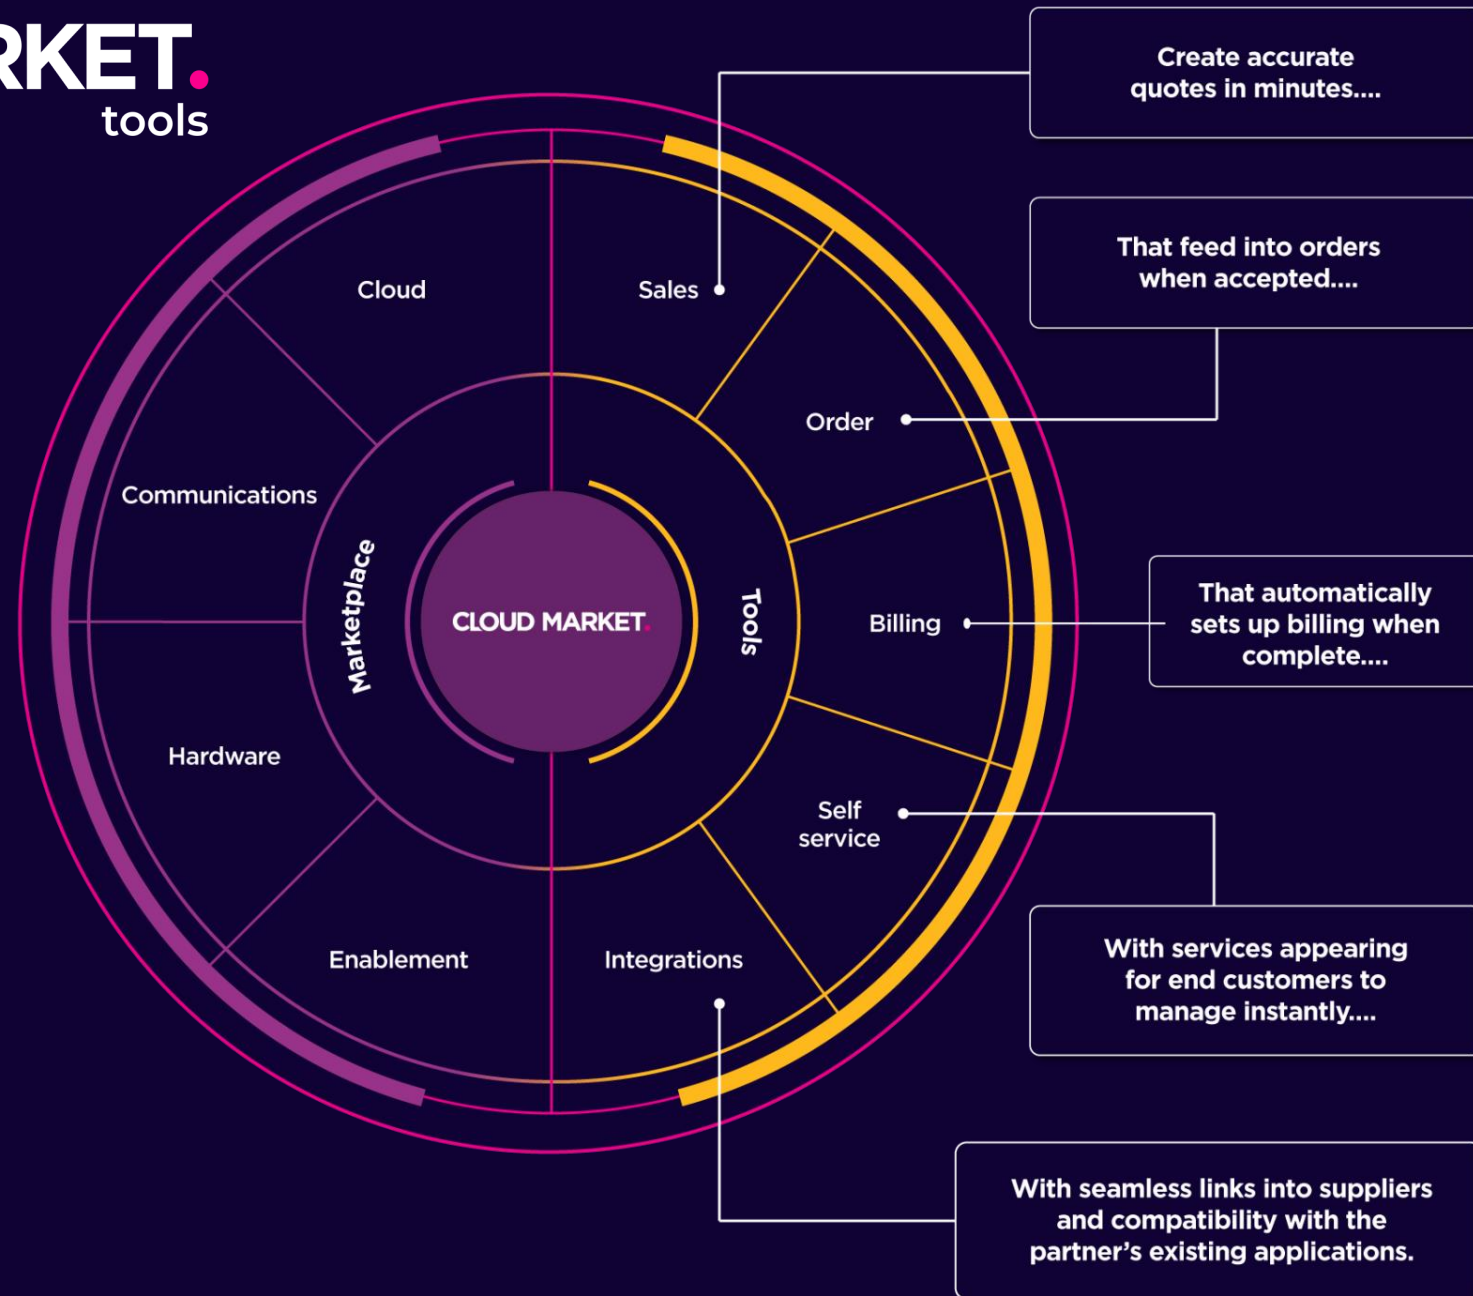 RKET.
tools
Create accurate
quotes in minutes....
That feed into orders
when accepted....
That automatically
sets up billing when
complete....
With services appearing
for end customers to
manage instantly....
With seamless links into suppliers
and compatibility with the
partner's existing applications.
Cloud
Sales
Order
Communications
Marketplace
CLOUD MARKET.
Tools
Billing
Hardware
Self
service
Enablement
Integrations